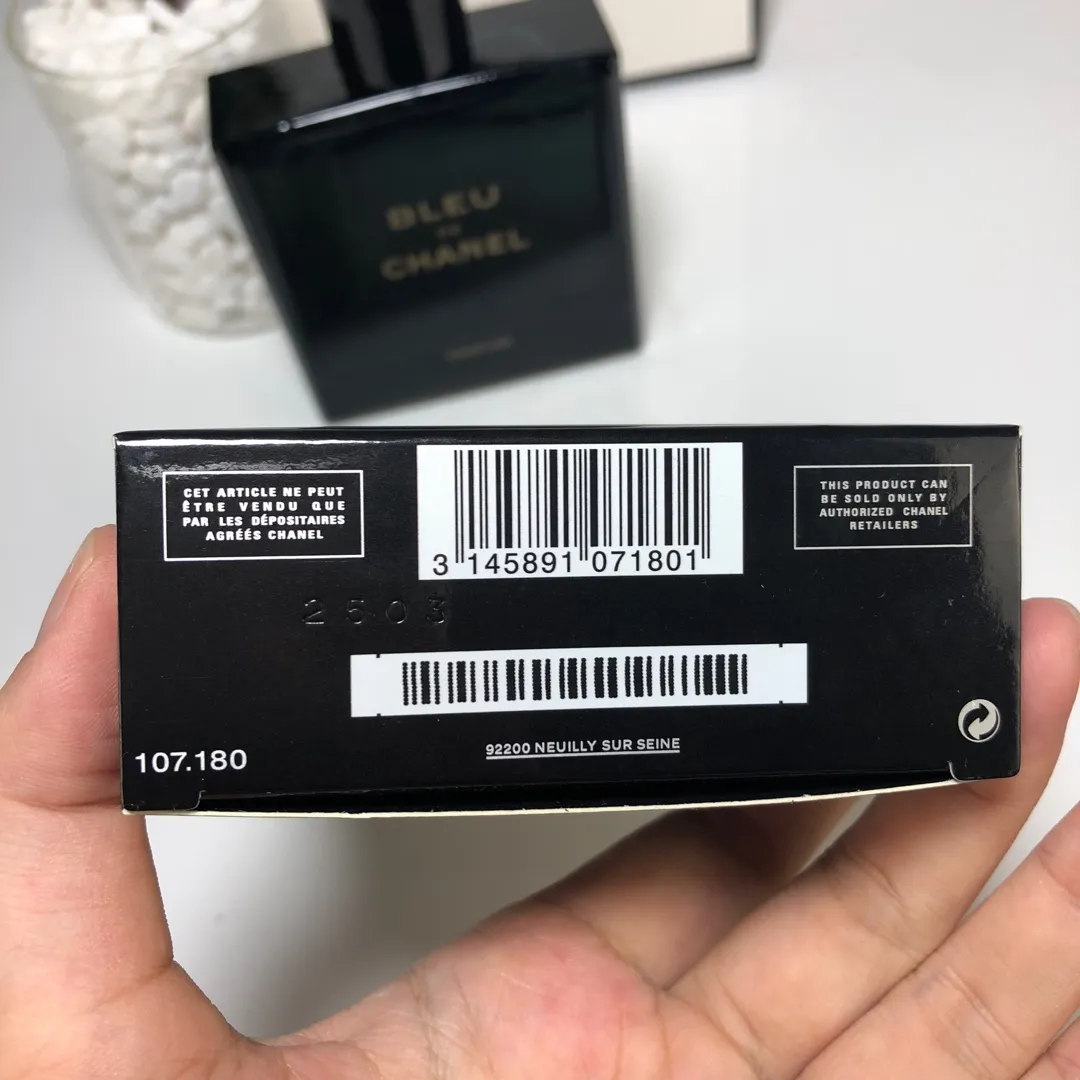 BLEU
DE
CHANEL
CET ARTICLE NE PEUT
ÊTRE VENDU QUE
PAR LES DÉPOSITAIRES
AGRÉÉS CHANEL
3 145891 071801
THIS PRODUCT CAN
BE SOLD ONLY BY
AUTHORIZED CHANEL
RETAILERS
2503
107.180
92200 NEUILLY SUR SEINE